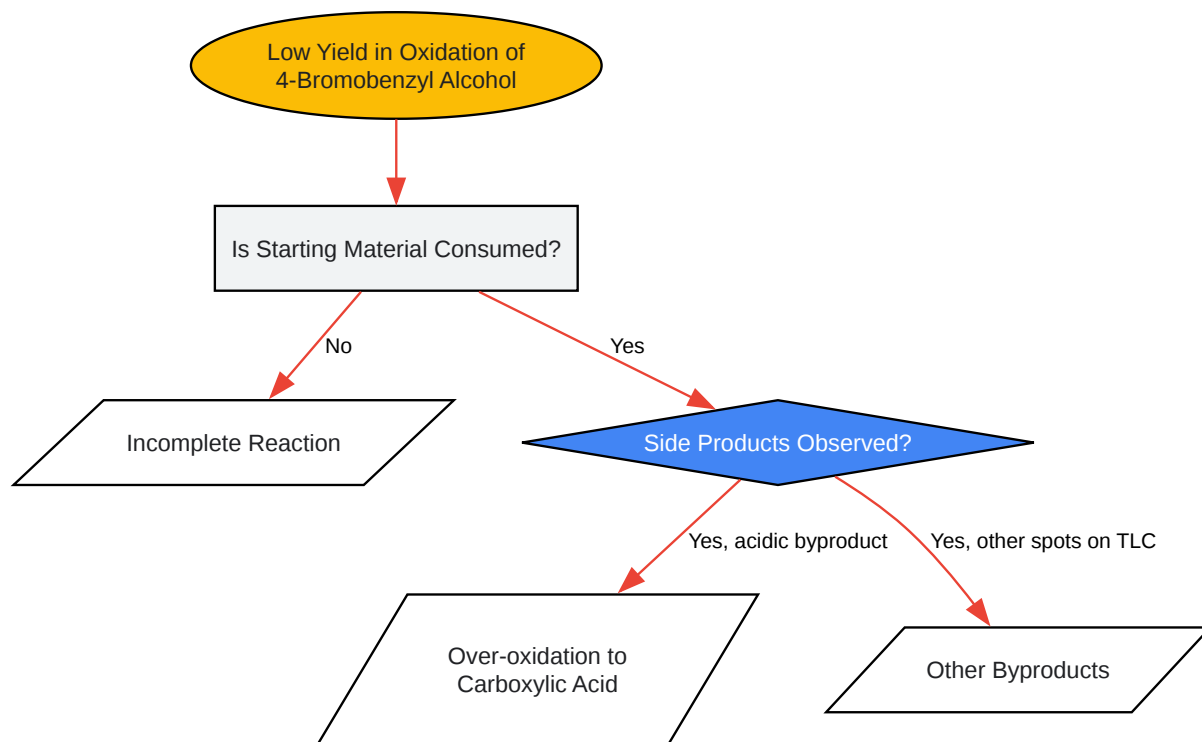 Low Yield in Oxidation of
4-Bromobenzyl Alcohol
Is Starting Material Consumed?
No
Yes
Incomplete Reaction
Side Products Observed?
Yes, acidic byproduct
Yes, other spots on TLC
Over-oxidation to
Carboxylic Acid
Other Byproducts